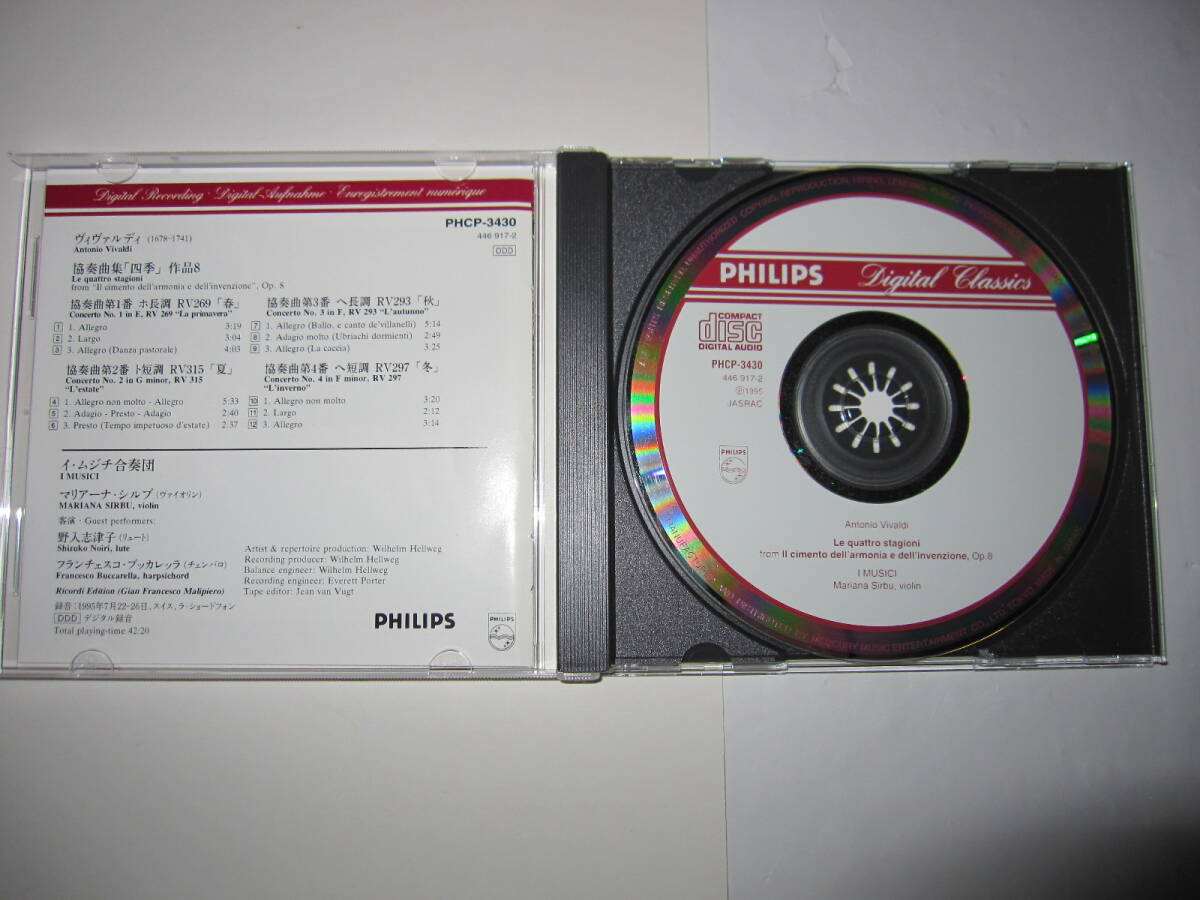 Digital Recording · Digital-Aufnahme · Enregistrement numérique
PHCP-3430
446 917-2
DDD
ヴィヴァルディ (1678-1741)
Antonio Vivaldi
協奏曲集「四季」作品8
Le quattro stagioni
from "Il cimento dell'armonia e dell'invenzione", Op. 8
協奏曲第1番 ホ長調 RV269「春」
Concerto No. 1 in E, RV 269 "La primavera"
1 1. Allegro 3:19
2 2. Largo 3:04
3 3. Allegro (Danza pastorale) 4:03
協奏曲第2番 ト短調 RV315「夏」
Concerto No. 2 in G minor, RV 315
"L'estate"
4 1. Allegro non molto - Allegro 5:33
5 2. Adagio - Presto - Adagio 2:40
6 3. Presto (Tempo impetuoso d'estate) 2:37
協奏曲第3番 ヘ長調 RV293「秋」
Concerto No. 3 in F, RV 293 "L'autunno"
7 1. Allegro (Ballo, e canto de'villanelli) 5:14
8 2. Adagio molto (Ubriachi dormienti) 2:49
9 3. Allegro (La caccia) 3:25
協奏曲第4番 ヘ短調 RV297「冬」
Concerto No. 4 in F minor, RV 297
"L'inverno"
10 1. Allegro non molto 3:20
11 2. Largo 2:12
12 3. Allegro 3:14
イ・ムジチ合奏団
I MUSICI
マリアーナ・シルブ (ヴァイオリン)
MARIANA SIRBU, violin
客演・Guest performers:
野入志津子 (リュート)
Shizuko Noiri, lute
フランチェスコ・ブッカレッラ (チェンバロ)
Francesco Buccarella, harpsichord
Ricordi Edition (Gian Francesco Malipiero)
録音:1995年7月22-26日、スイス、ラ・ショードフォン
DDD デジタル録音
Total playing-time 42:20
Artist & repertoire production: Wilhelm Hellweg
Recording producer: Wilhelm Hellweg
Balance engineer: Wilhelm Hellweg
Recording engineer: Everett Porter
Tape editor: Jean van Vugt
PHILIPS
PHILIPS
PHILIPS Digital Classics
COMPACT
disc
DIGITAL AUDIO
PHCP-3430
446 917-2
Ⓟ1995
JASRAC
PHILIPS
Antonio Vivaldi
Le quattro stagioni
from Il cimento dell'armonia e dell'invenzione, Op.8
I MUSICI
Mariana Sirbu, violin